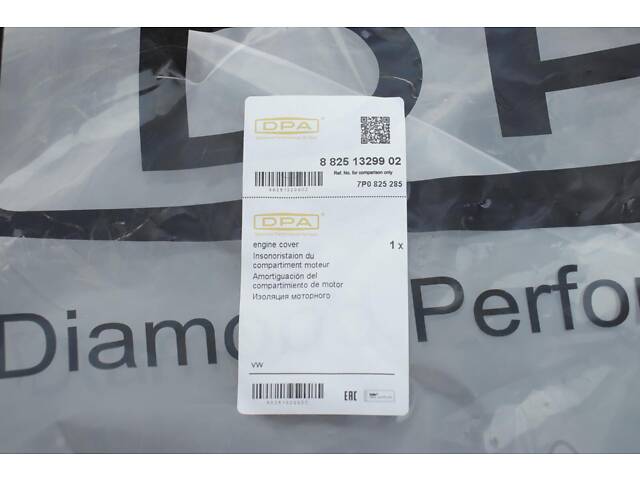 DPA
DPA
8 825 13299 02
Ref. No. for comparison only
7P0 825 285
DPA
engine cover
1 x
Insonoristaion du
compartiment moteur
Amortiguación del
compartimiento de motor
Изоляция моторного
Diamo
Perfor
VW
EAC